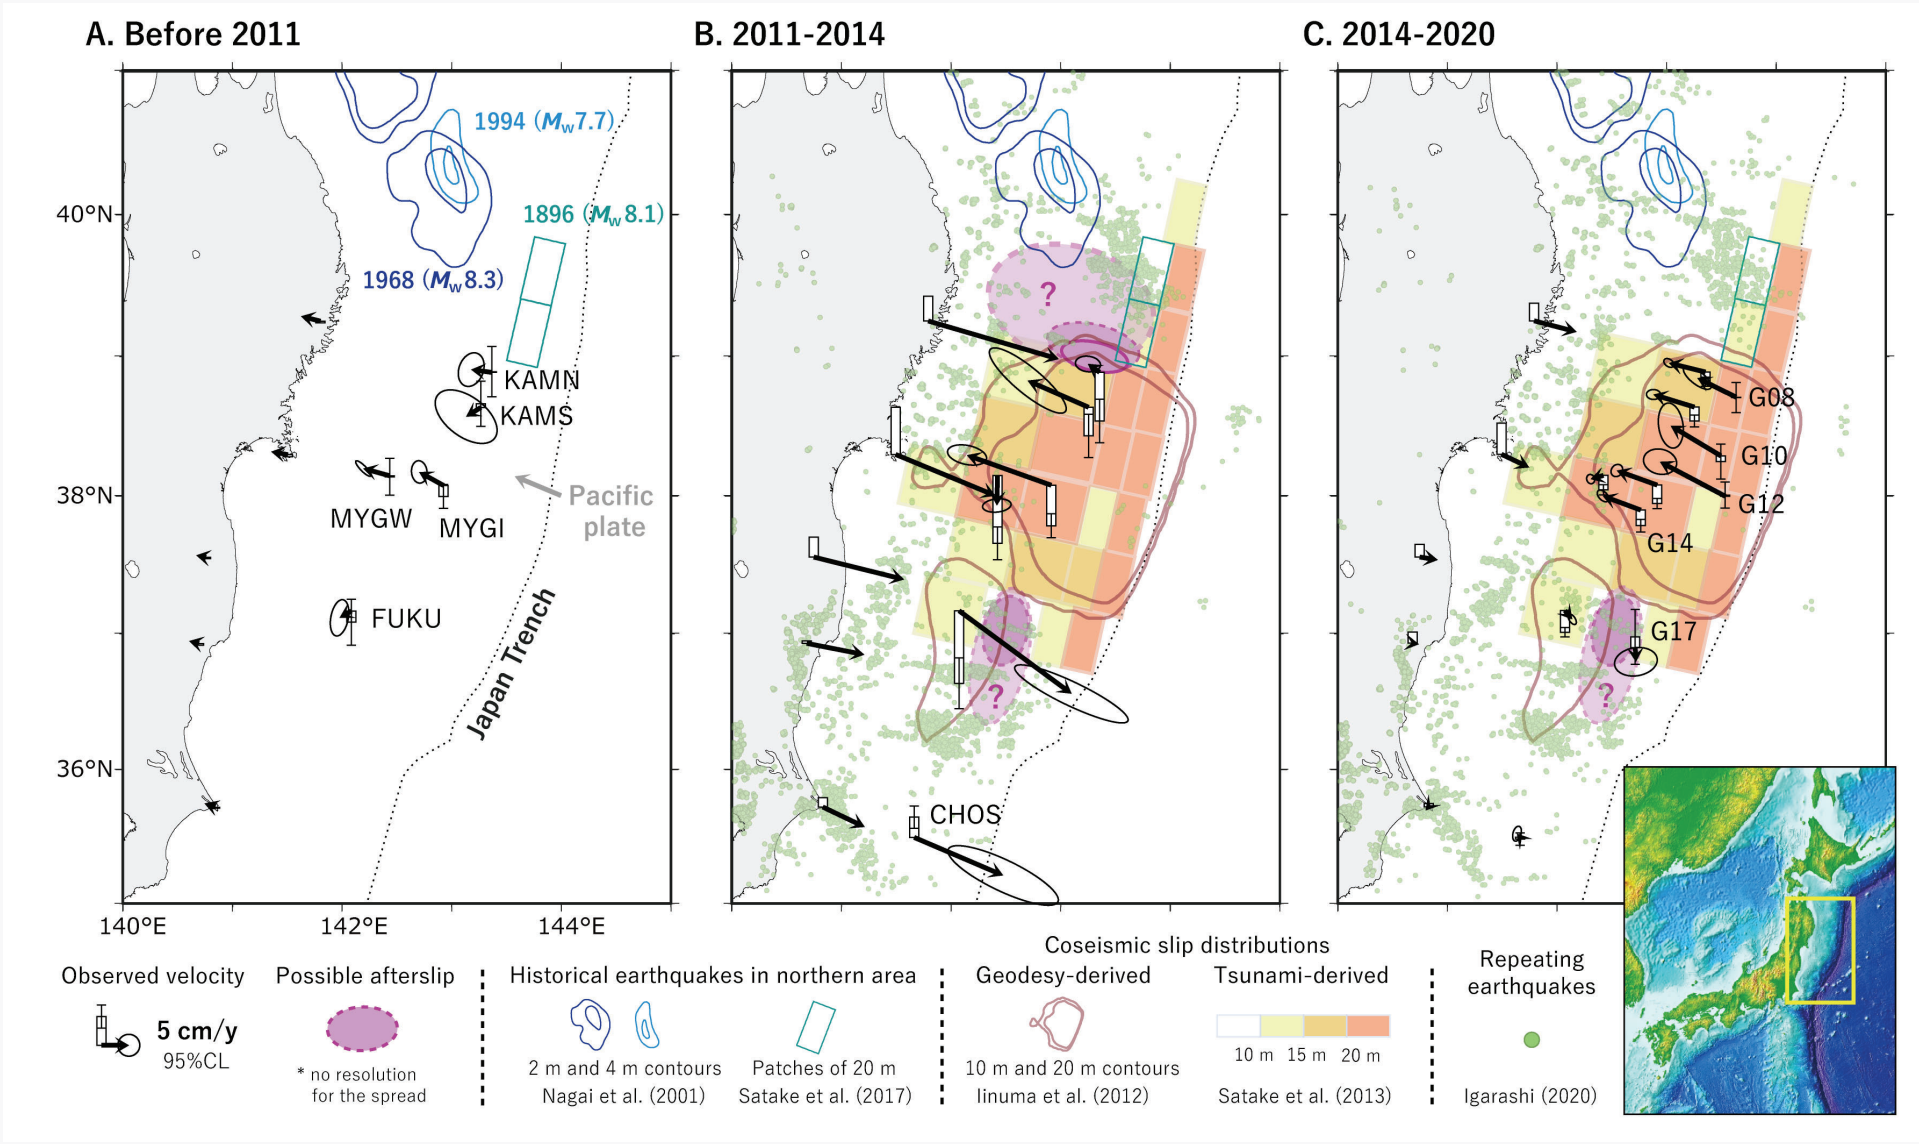 A. Before 2011
B. 2011-2014
C. 2014-2020
1994 (Mw7.7)
1896 (Mw8.1)
1968 (Mw8.3)
40°N
38°N
36°N
140°E
142°E
144°E
KAMN
KAMS
MYGW
MYGI
FUKU
Pacific
plate
Japan Trench
?
?
CHOS
G08
G10
G12
G14
G17
?
Observed velocity
5 cm/y
95%CL
Possible afterslip
* no resolution
for the spread
Historical earthquakes in northern area
2 m and 4 m contours
Nagai et al. (2001)
Patches of 20 m
Satake et al. (2017)
Coseismic slip distributions
Geodesy-derived
10 m and 20 m contours
Iinuma et al. (2012)
Tsunami-derived
10 m 15 m 20 m
Satake et al. (2013)
Repeating
earthquakes
Igarashi (2020)